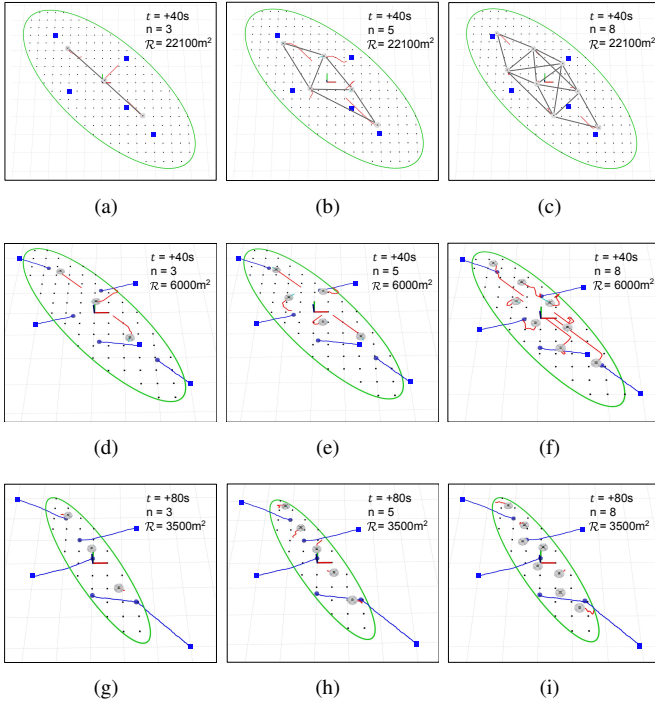 t = +40s
n = 3
ℛ = 22100m²
t = +40s
n = 5
ℛ = 22100m²
t = +40s
n = 8
ℛ = 22100m²
(a)
(b)
(c)
t = +40s
n = 3
ℛ = 6000m²
t = +40s
n = 5
ℛ = 6000m²
t = +40s
n = 8
ℛ = 6000m²
(d)
(e)
(f)
t = +80s
n = 3
ℛ = 3500m²
t = +80s
n = 5
ℛ = 3500m²
t = +80s
n = 8
ℛ = 3500m²
(g)
(h)
(i)